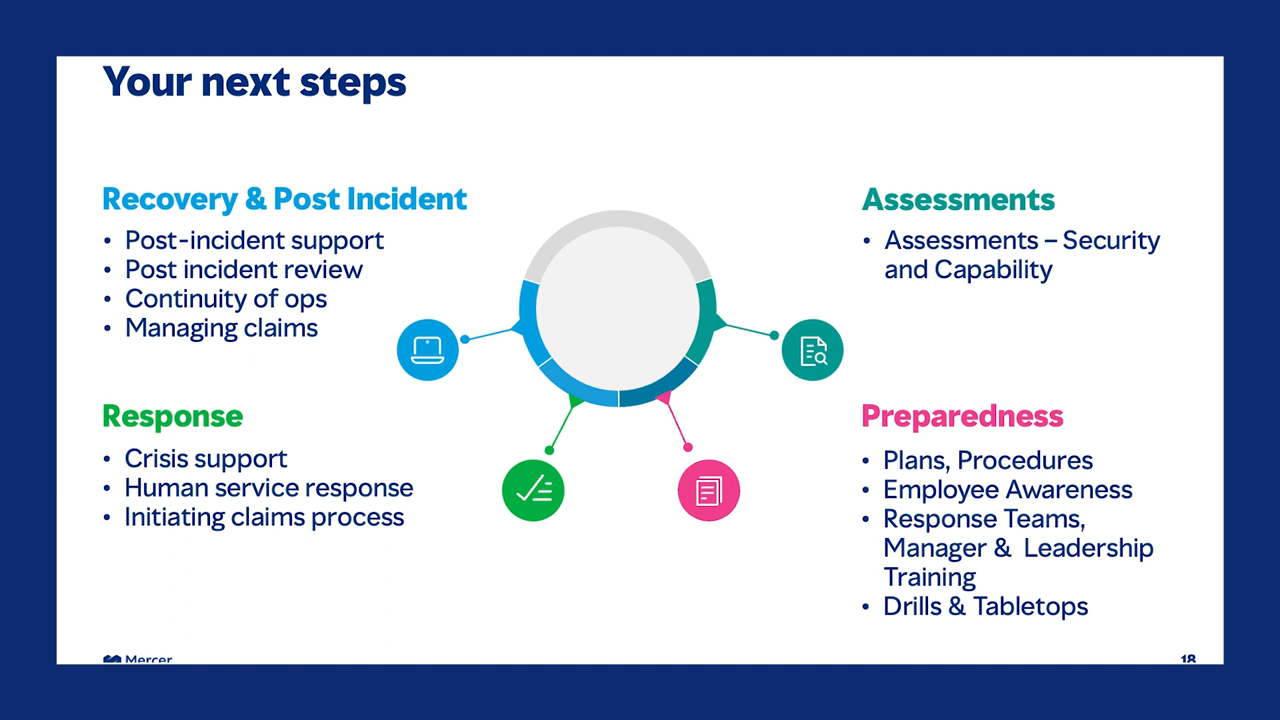 Your next steps
Recovery & Post Incident
• Post-incident support
• Post incident review
• Continuity of ops
• Managing claims
Response
• Crisis support
• Human service response
• Initiating claims process
Assessments
• Assessments – Security
and Capability
Preparedness
• Plans, Procedures
• Employee Awareness
• Response Teams,
Manager & Leadership
Training
• Drills & Tabletops
Mercer
18